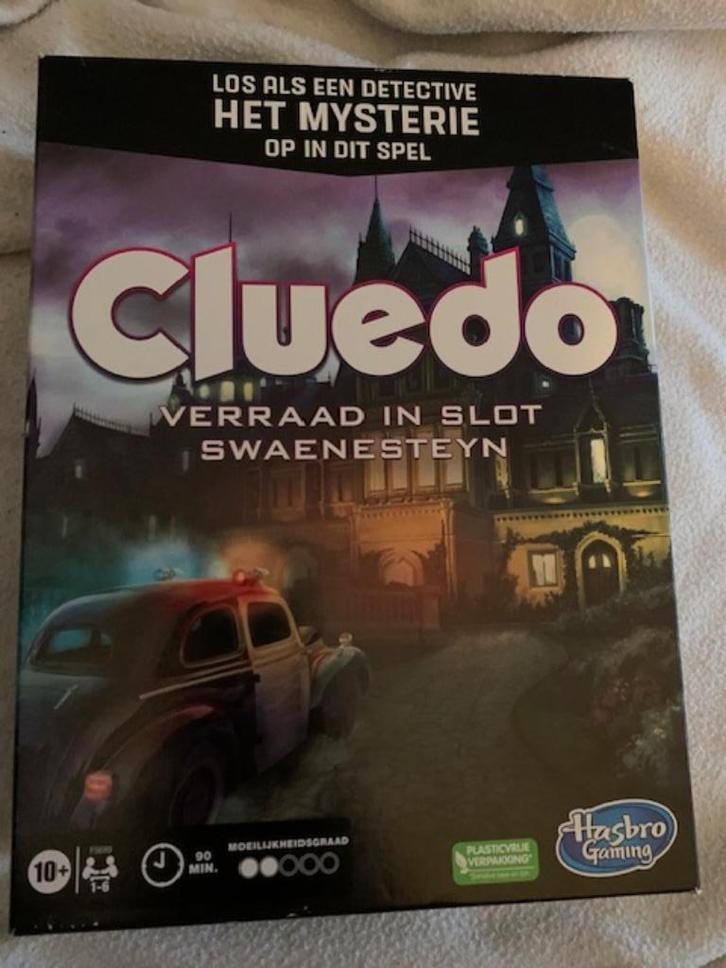 LOS ALS EEN DETECTIVE
HET MYSTERIE
OP IN DIT SPEL
Cluedo
VERRAAD IN SLOT
SWAENESTEYN
10+
1-6
90
MIN.
MOEILIJKHEIDSGRAAD
PLASTICVRIJE
VERPAKKING*
Hasbro
Gaming